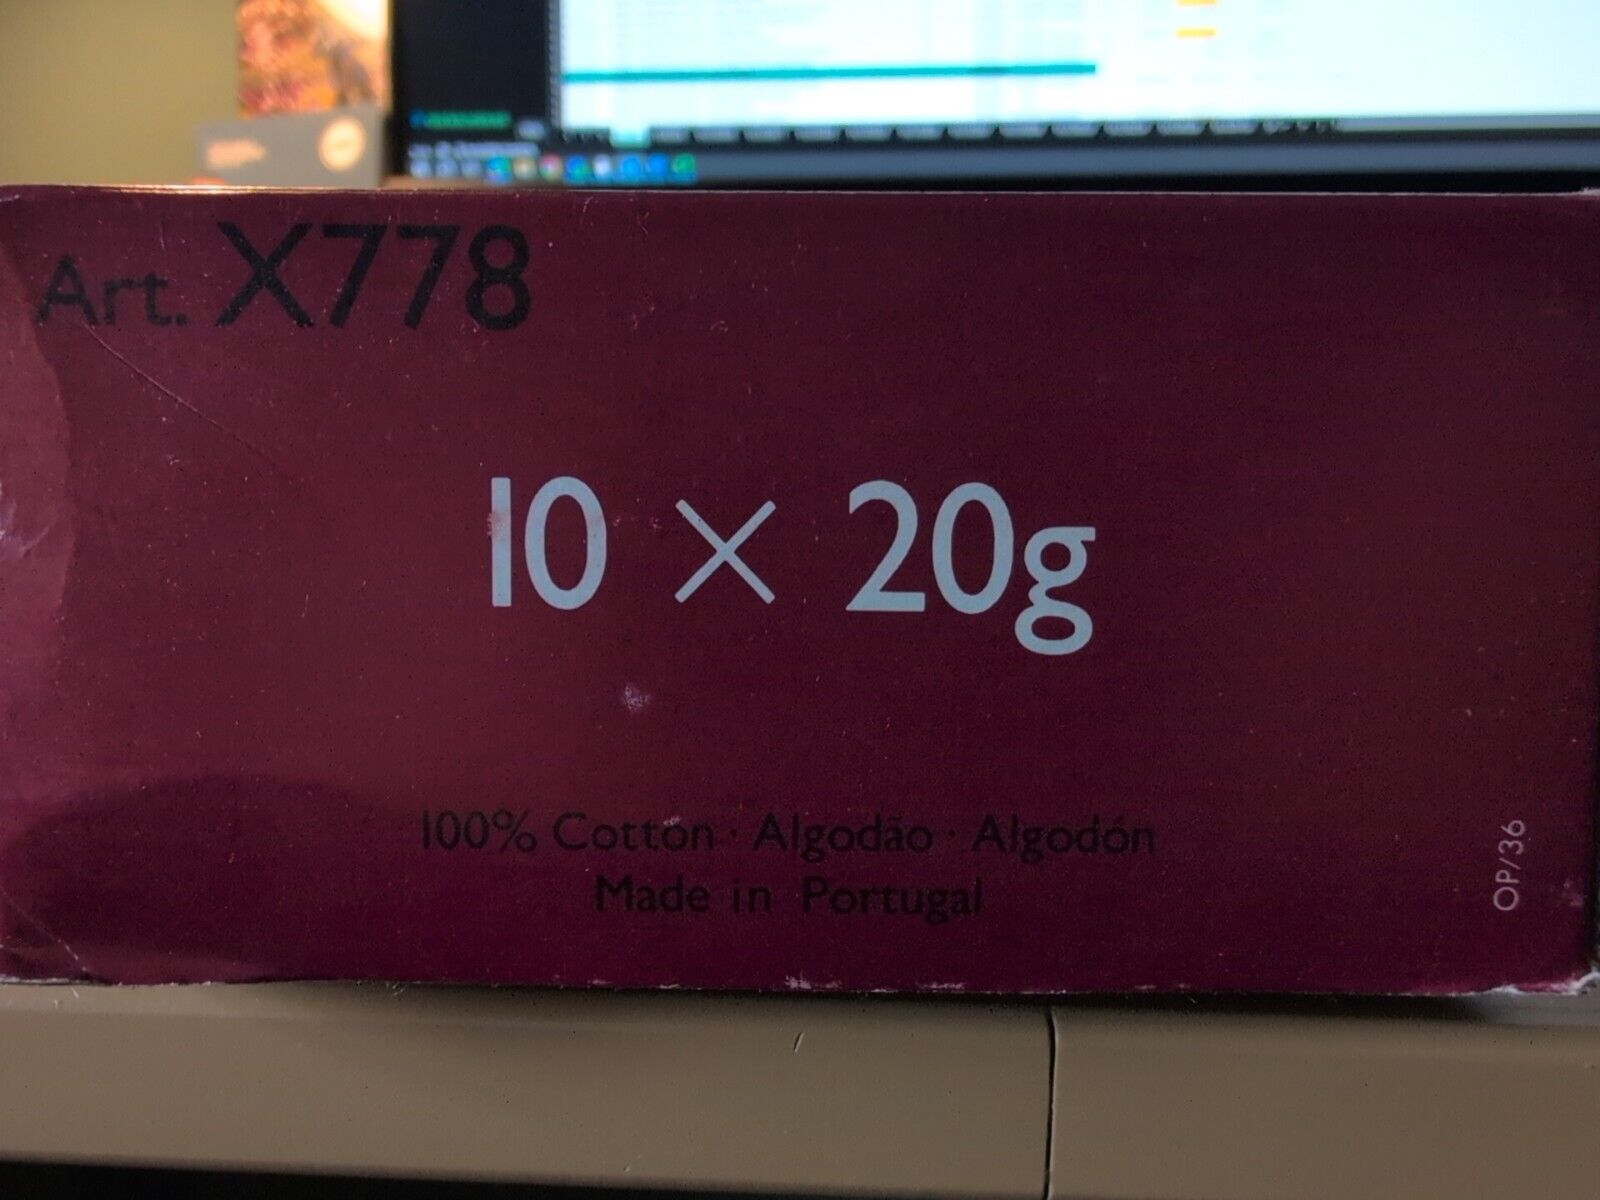 Art. X778
10 × 20g
100% Cotton · Algodão · Algodón
Made in Portugal
OP/36